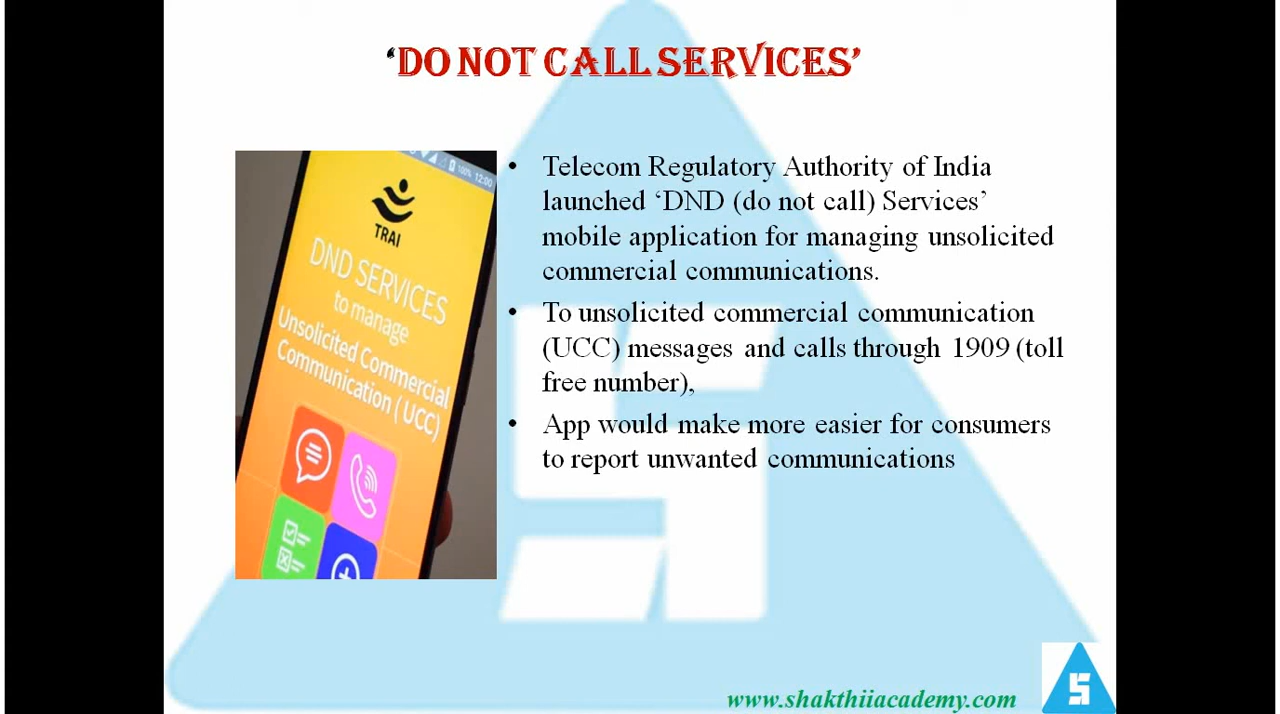 ‘DO NOT CALL SERVICES’
100% 12:00
TRAI
DND SERVICES
to manage
Unsolicited Commercial
Communication ( UCC)
• Telecom Regulatory Authority of India
launched ‘DND (do not call) Services’
mobile application for managing unsolicited
commercial communications.
• To unsolicited commercial communication
(UCC) messages and calls through 1909 (toll
free number),
• App would make more easier for consumers
to report unwanted communications
www.shakthiiacademy.com